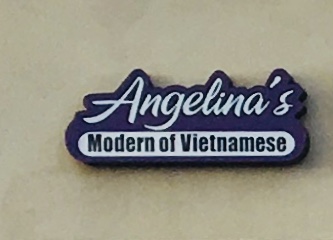 Angelina's
Modern of Vietnamese